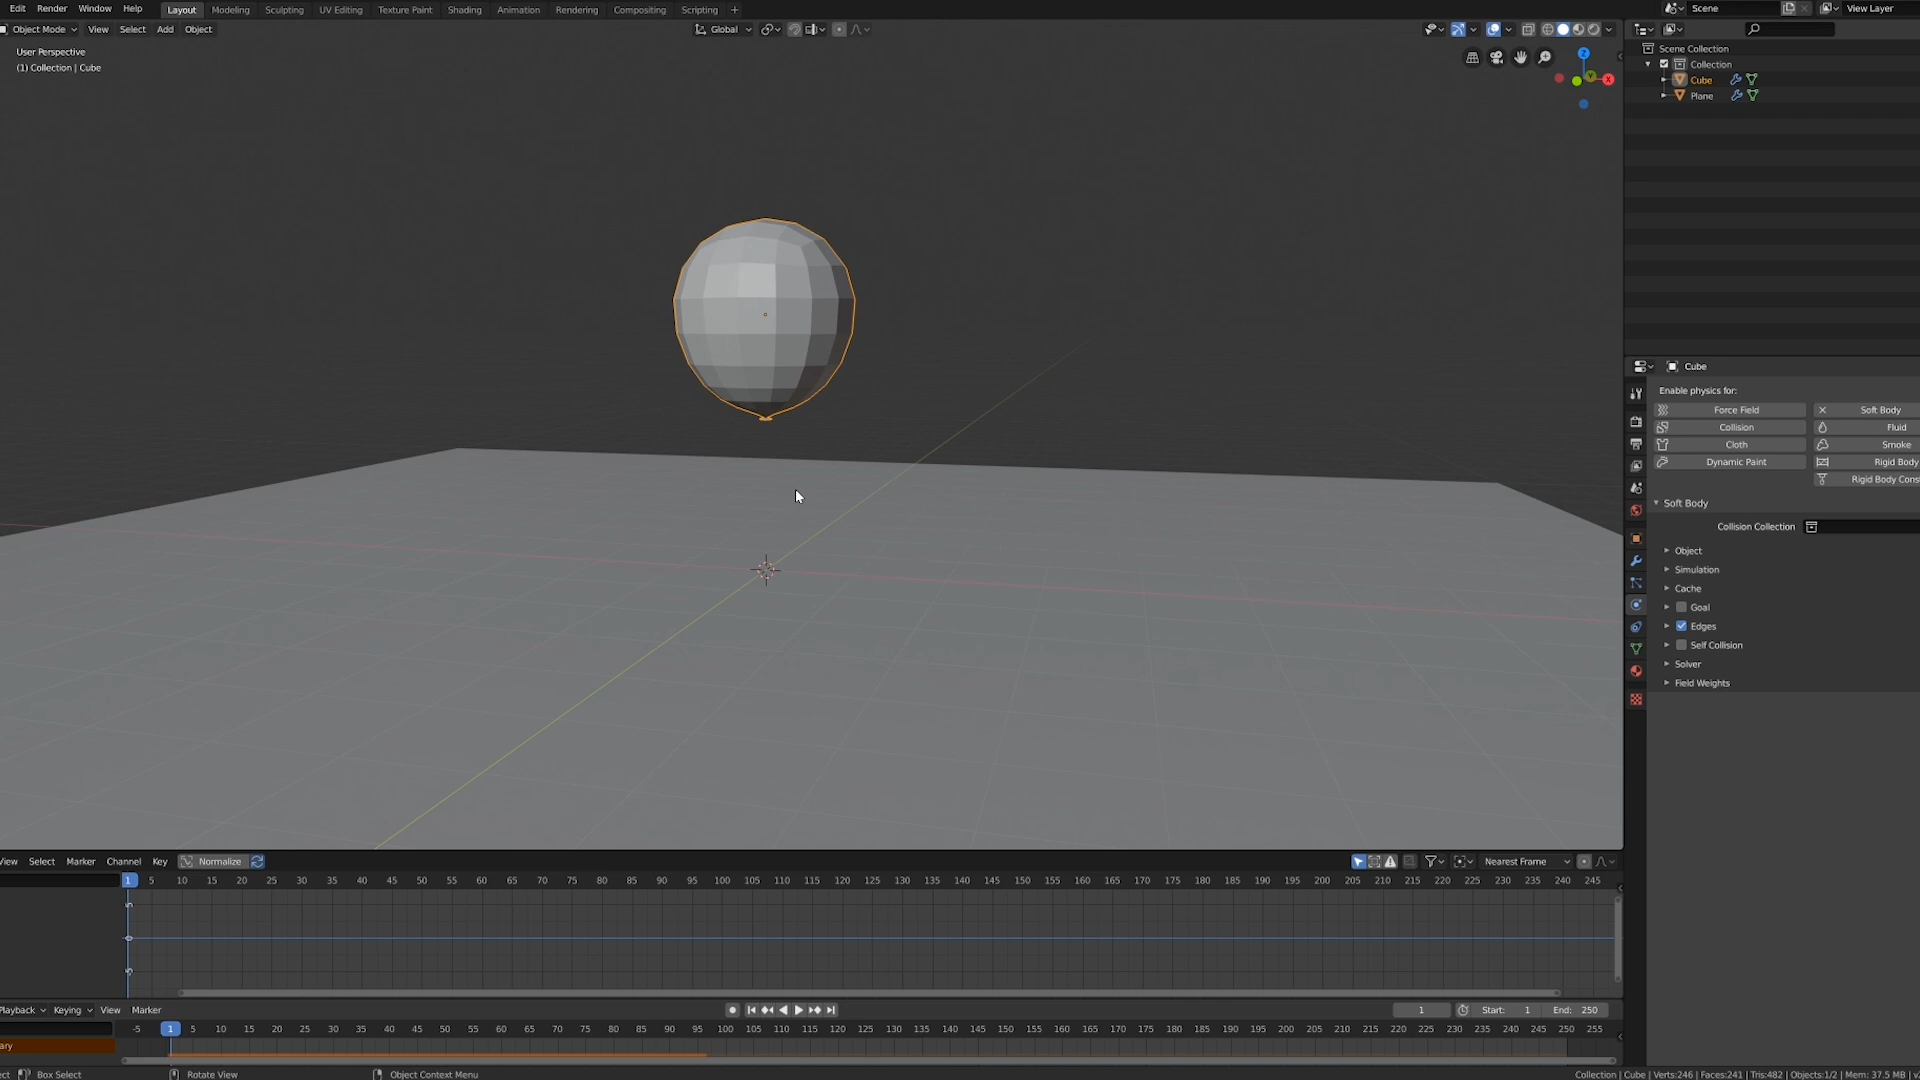 Edit Render Window Help Layout Modeling Sculpting UV Editing Texture Paint Shading Animation Rendering Compositing Scripting + Scene View Layer
Object Mode View Select Add Object Global
User Perspective
(1) Collection | Cube
Z
Y
X
Scene Collection
Collection
Cube
Plane
Cube
Enable physics for:
Force Field Soft Body
Collision Fluid
Cloth Smoke
Dynamic Paint Rigid Body
Rigid Body Cons
Soft Body
Collision Collection
Object
Simulation
Cache
Goal
Edges
Self Collision
Solver
Field Weights
View Select Marker Channel Key Normalize Nearest Frame
1 5 10 15 20 25 30 35 40 45 50 55 60 65 70 75 80 85 90 95 100 105 110 115 120 125 130 135 140 145 150 155 160 165 170 175 180 185 190 195 200 205 210 215 220 225 230 235 240 245
5
0
-5
Playback Keying View Marker 1 Start: 1 End: 250
-5 1 5 10 15 20 25 30 35 40 45 50 55 60 65 70 75 80 85 90 95 100 105 110 115 120 125 130 135 140 145 150 155 160 165 170 175 180 185 190 195 200 205 210 215 220 225 230 235 240 245 250 255
ary
ect Box Select Rotate View Object Context Menu Collection | Cube | Verts:246 | Faces:241 | Tris:482 | Objects:1/2 | Mem: 37.5 MB | v